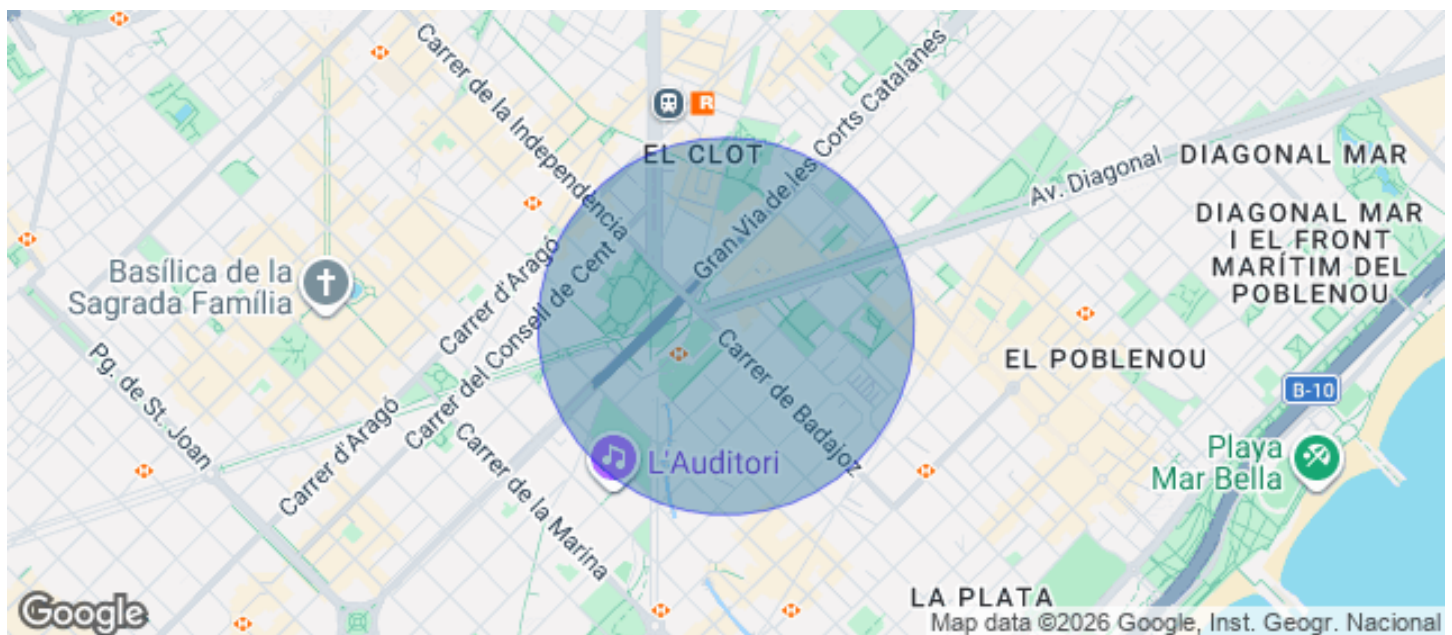 Carrer de la Independència
R
EL CLOT
Gran Via de les Corts Catalanes
Av. Diagonal
DIAGONAL MAR
DIAGONAL MAR
I EL FRONT
MARÍTIM DEL
POBLENOU
Basílica de la
Sagrada Família
Carrer d'Aragó
Carrer del Consell de Cent
Pg. de St. Joan
Carrer d'Aragó
Carrer de Badajoz
EL POBLENOU
B-10
L'Auditori
Playa
Mar Bella
Carrer de la Marina
LA PLATA
Google
Map data ©2026 Google, Inst. Geogr. Nacional